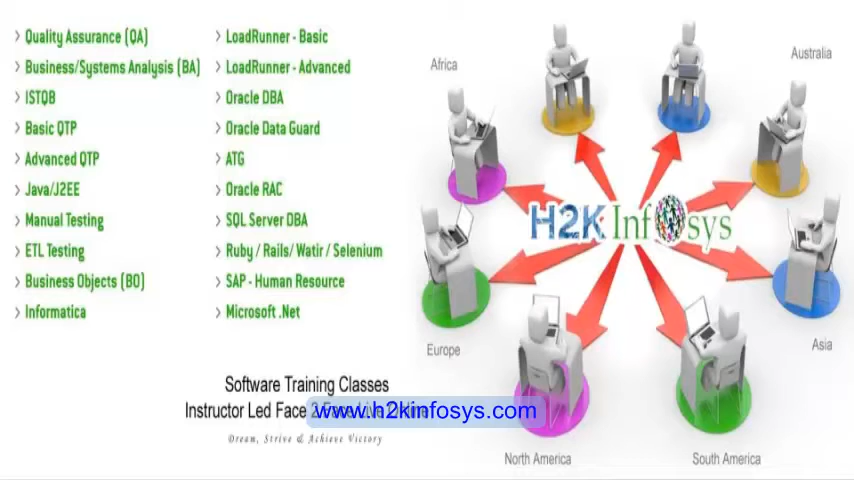 Quality Assurance (QA)
Business/Systems Analysis (BA)
ISTQB
Basic QTP
Advanced QTP
Java/J2EE
Manual Testing
ETL Testing
Business Objects (BO)
Informatica
LoadRunner - Basic
LoadRunner - Advanced
Oracle DBA
Oracle Data Guard
ATG
Oracle RAC
SQL Server DBA
Ruby / Rails/ Watir / Selenium
SAP - Human Resource
Microsoft .Net
Software Training Classes
Instructor Led Face 2
www.h2kinfosys.com
Dream, Strive & Achieve Victory
Africa
Australia
H2K Infosys
Europe
Asia
North America
South America